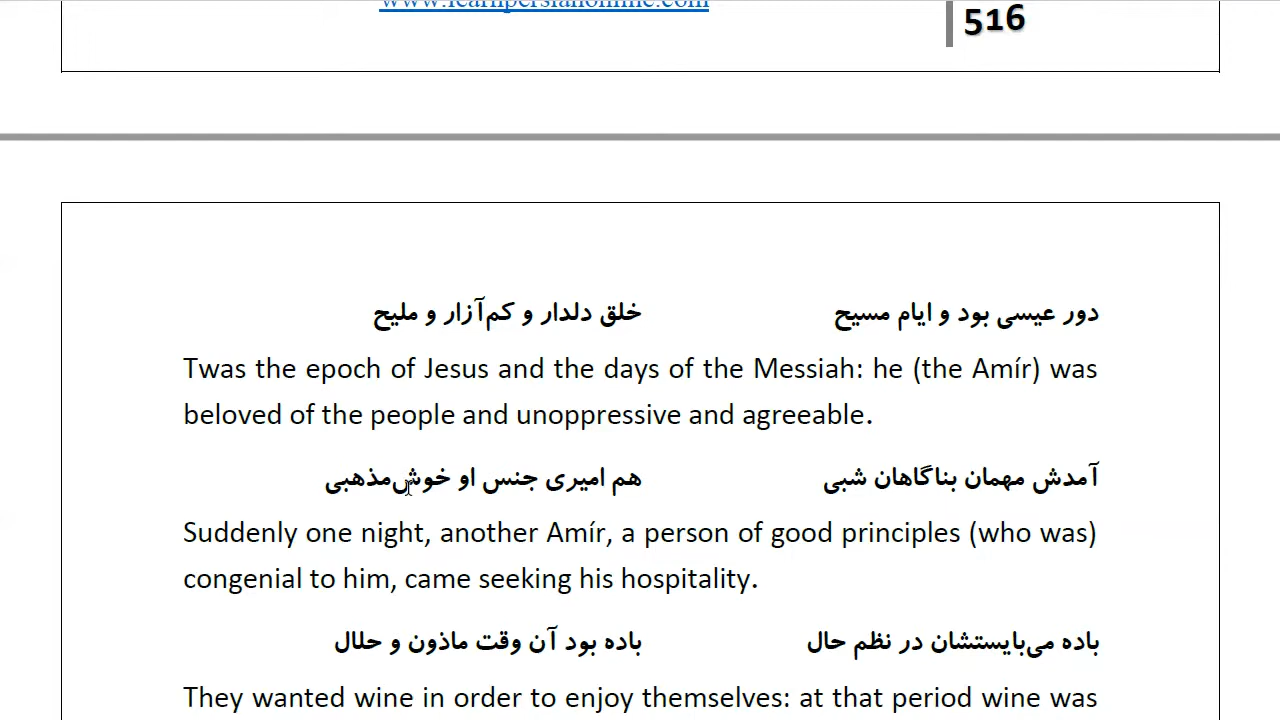 www.learnpersianonline.com
516
دور عیسی بود و ایام مسیح خلق دلدار و کم‌آزار و ملیح
Twas the epoch of Jesus and the days of the Messiah: he (the Amír) was
beloved of the people and unoppressive and agreeable.
آمدش مهمان بناگاهان شبی هم امیری جنس او خوش‌مذهبی
Suddenly one night, another Amír, a person of good principles (who was)
congenial to him, came seeking his hospitality.
باده می‌بایستشان در نظم حال باده بود آن وقت ماذون و حلال
They wanted wine in order to enjoy themselves: at that period wine was